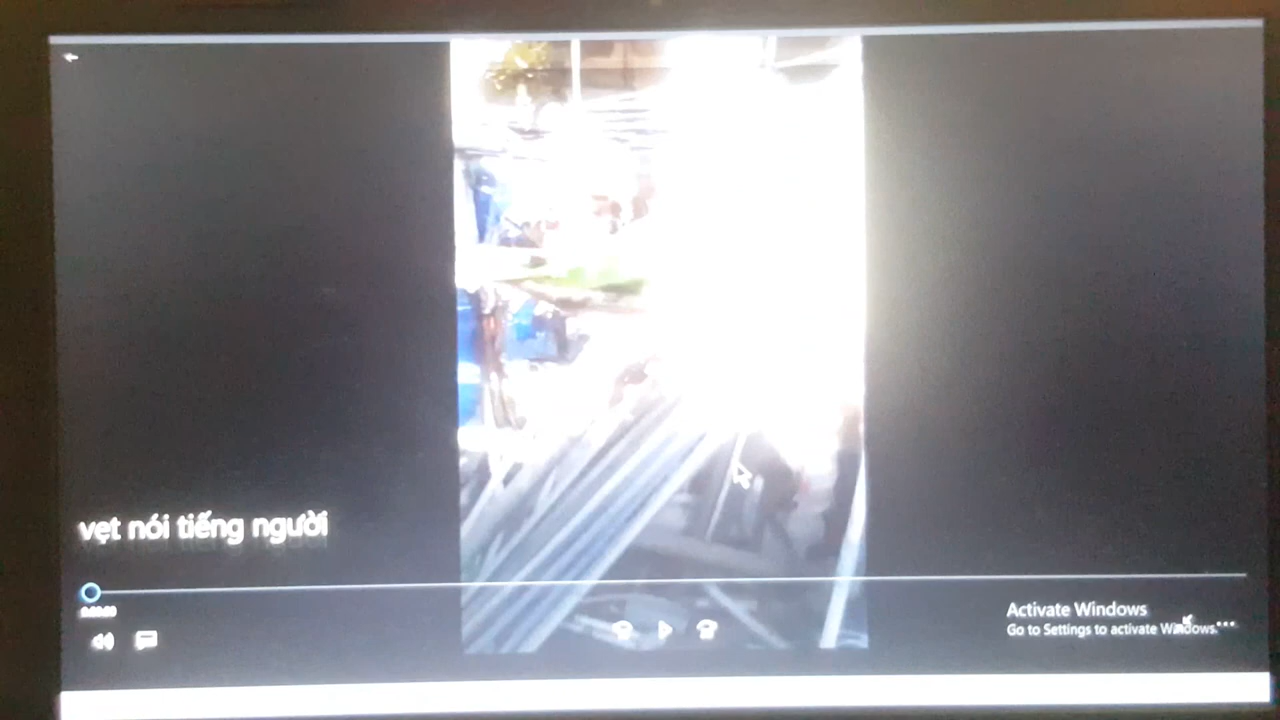 vẹt nói tiếng người
Activate Windows
Go to Settings to activate Windows.